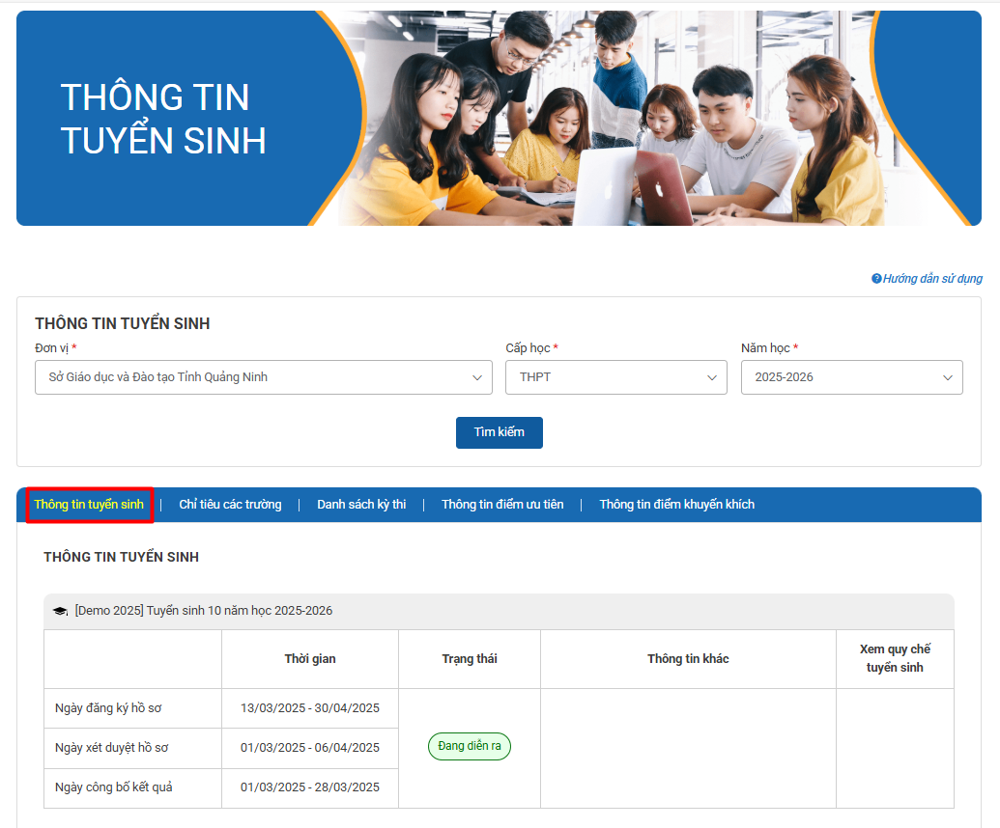 THÔNG TIN
TUYỂN SINH
Hướng dẫn sử dụng
THÔNG TIN TUYỂN SINH
Đơn vị * Cấp học * Năm học *
Sở Giáo dục và Đào tạo Tỉnh Quảng Ninh THPT 2025-2026
Tìm kiếm
Thông tin tuyển sinh | Chỉ tiêu các trường | Danh sách kỳ thi | Thông tin điểm ưu tiên | Thông tin điểm khuyến khích
THÔNG TIN TUYỂN SINH
[Demo 2025] Tuyển sinh 10 năm học 2025-2026
Thời gian Trạng thái Thông tin khác Xem quy chế
tuyển sinh
Ngày đăng ký hồ sơ 13/03/2025 - 30/04/2025
Ngày xét duyệt hồ sơ 01/03/2025 - 06/04/2025 Đang diễn ra
Ngày công bố kết quả 01/03/2025 - 28/03/2025